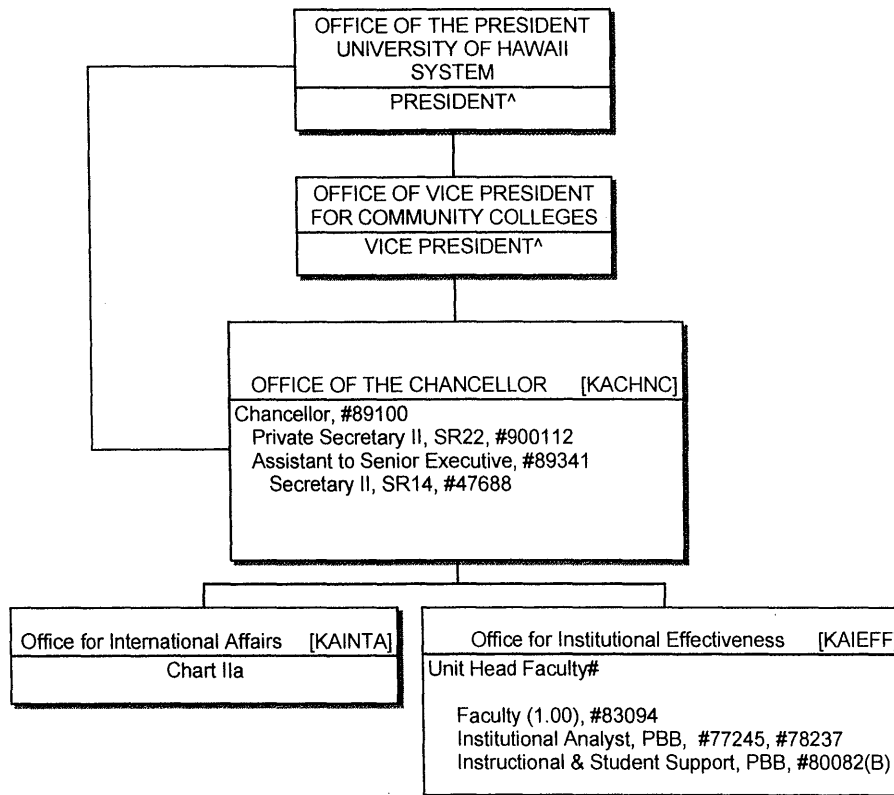 OFFICE OF THE PRESIDENT
UNIVERSITY OF HAWAII
SYSTEM
PRESIDENT^
OFFICE OF VICE PRESIDENT
FOR COMMUNITY COLLEGES
VICE PRESIDENT^
OFFICE OF THE CHANCELLOR [KACHNC]
Chancellor, #89100
Private Secretary II, SR22, #900112
Assistant to Senior Executive, #89341
Secretary II, SR14, #47688
Office for International Affairs [KAINTA]
Chart IIa
Office for Institutional Effectiveness [KAIEFF
Unit Head Faculty#
Faculty (1.00), #83094
Institutional Analyst, PBB, #77245, #78237
Instructional & Student Support, PBB, #80082(B)